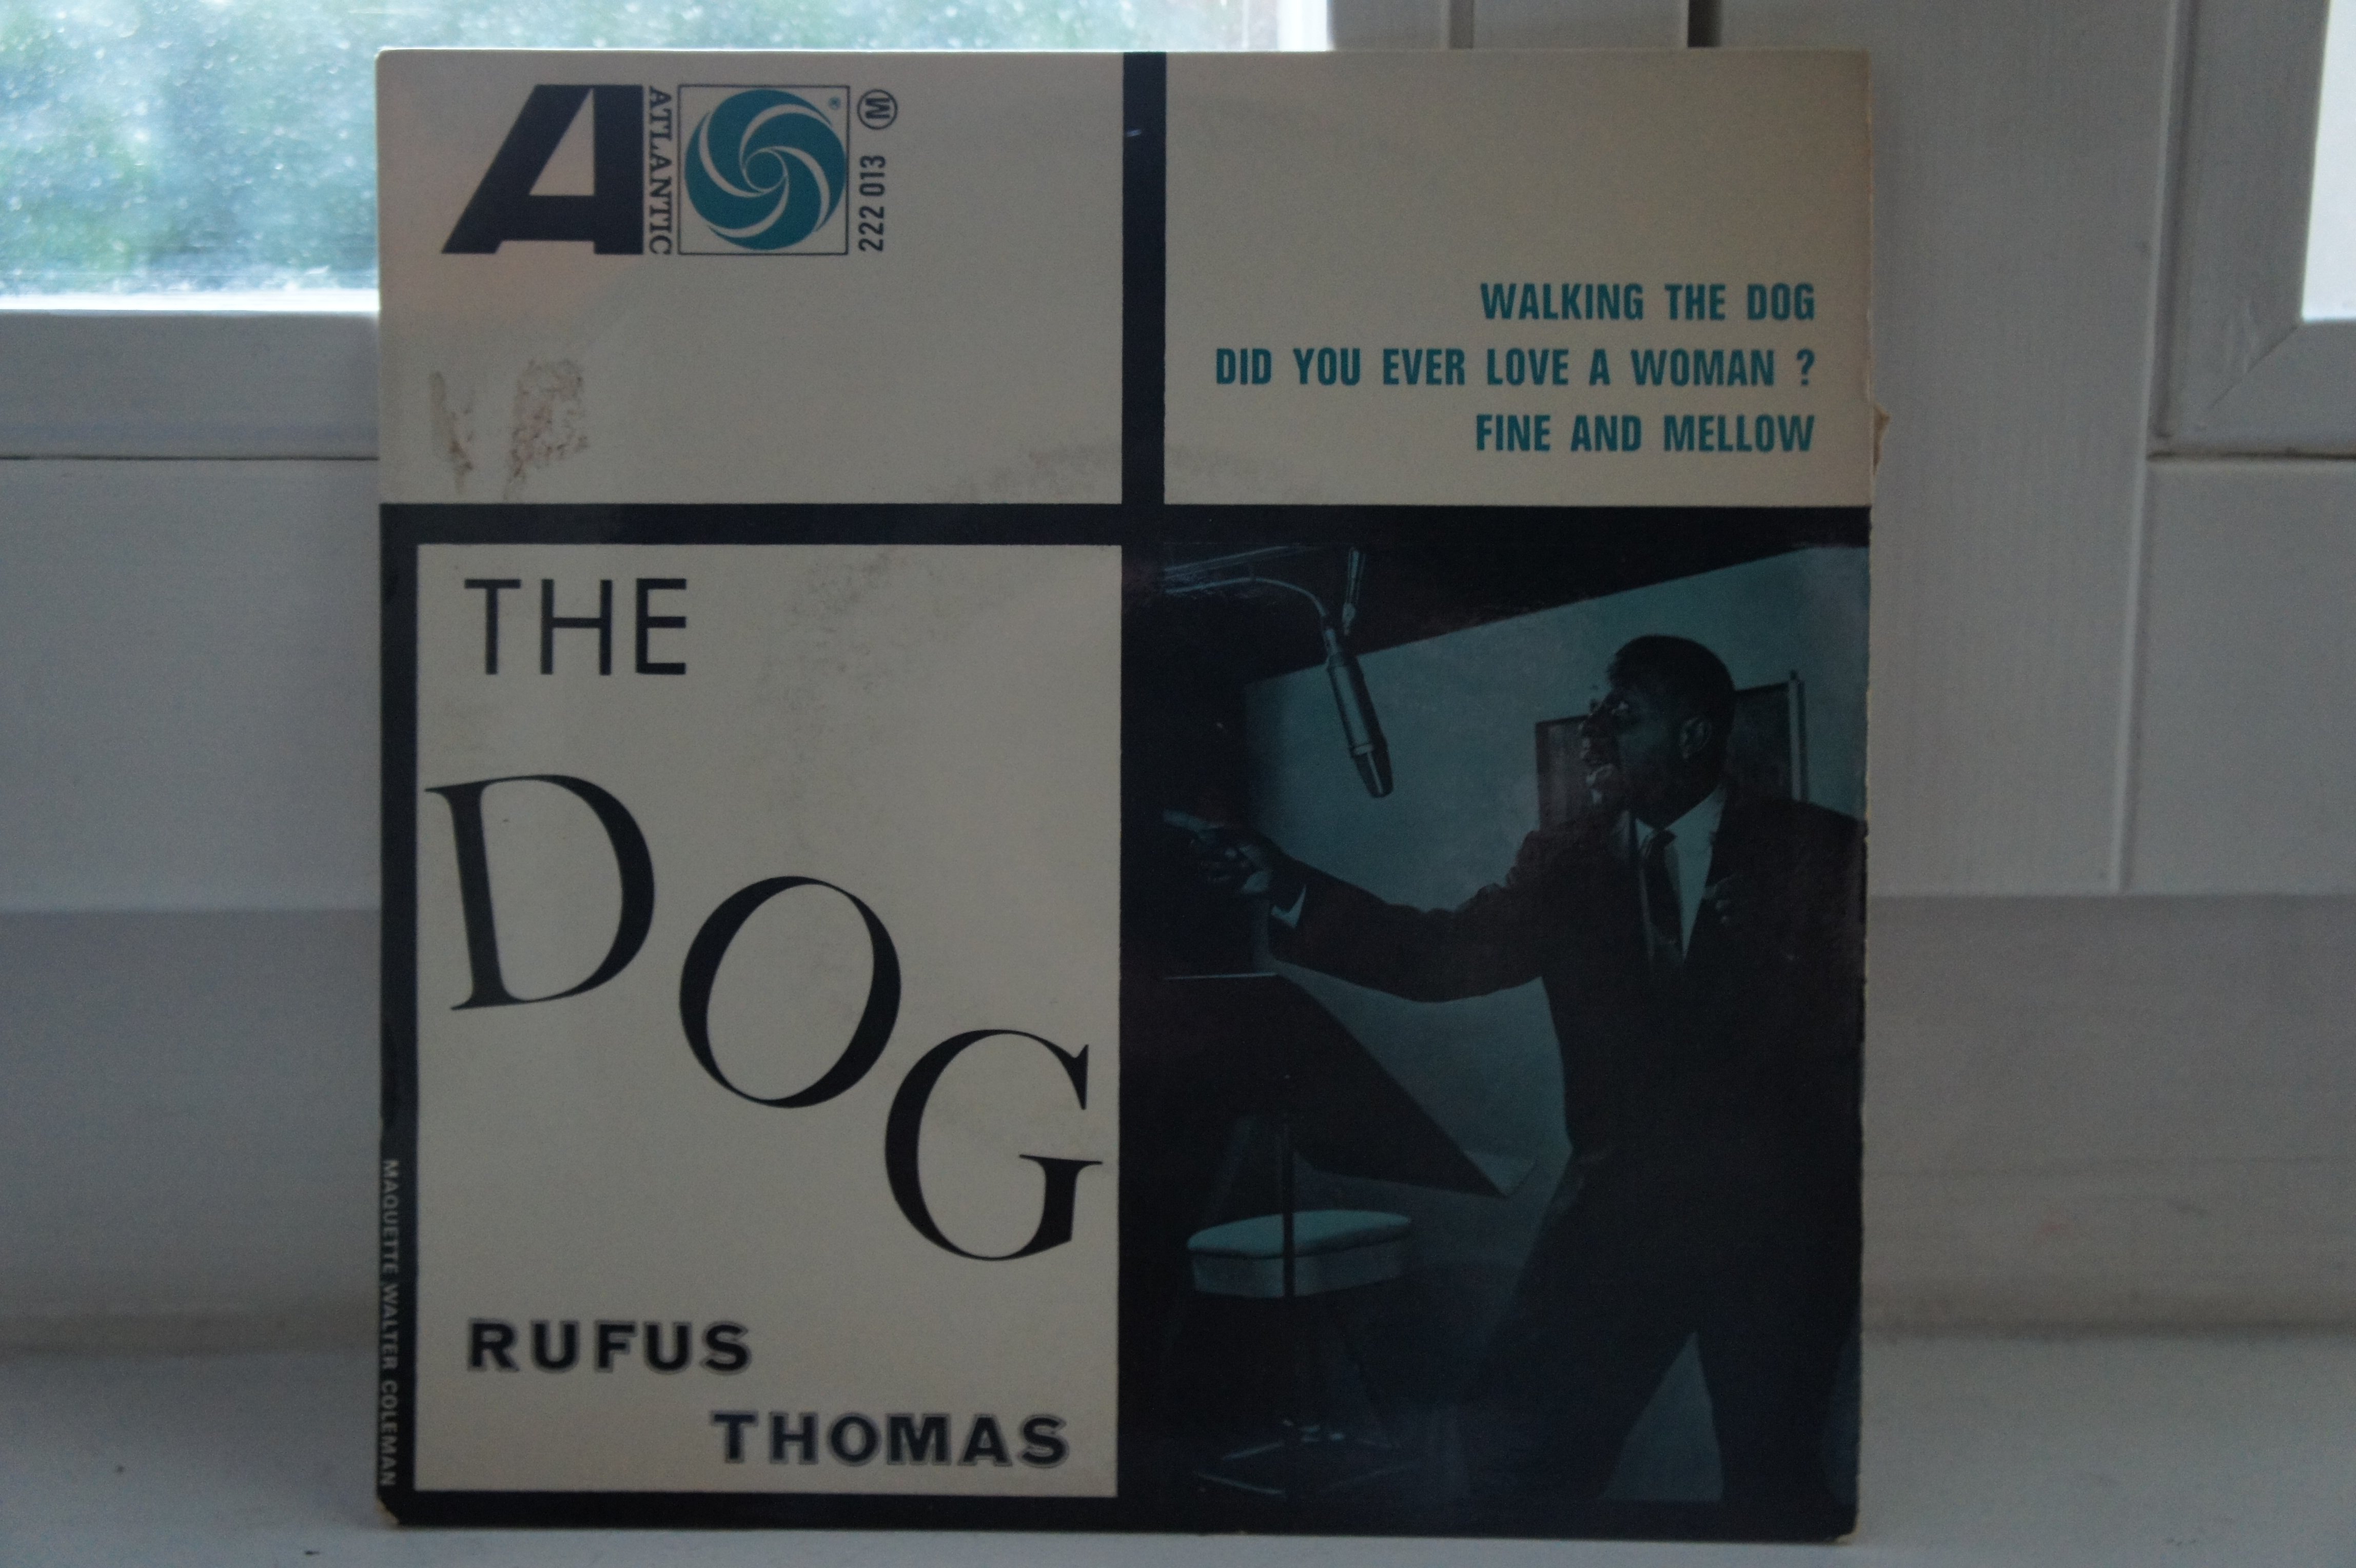 A
ATLANTIC
®
222 013 Ⓜ
WALKING THE DOG
DID YOU EVER LOVE A WOMAN ?
FINE AND MELLOW
THE
DOG
RUFUS
THOMAS
MAQUETTE WALTER COLEMAN